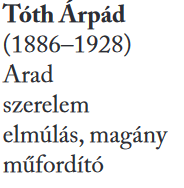 Tóth Árpád
(1886–1928)
Arad
szerelem
elmúlás, magány
műfordító